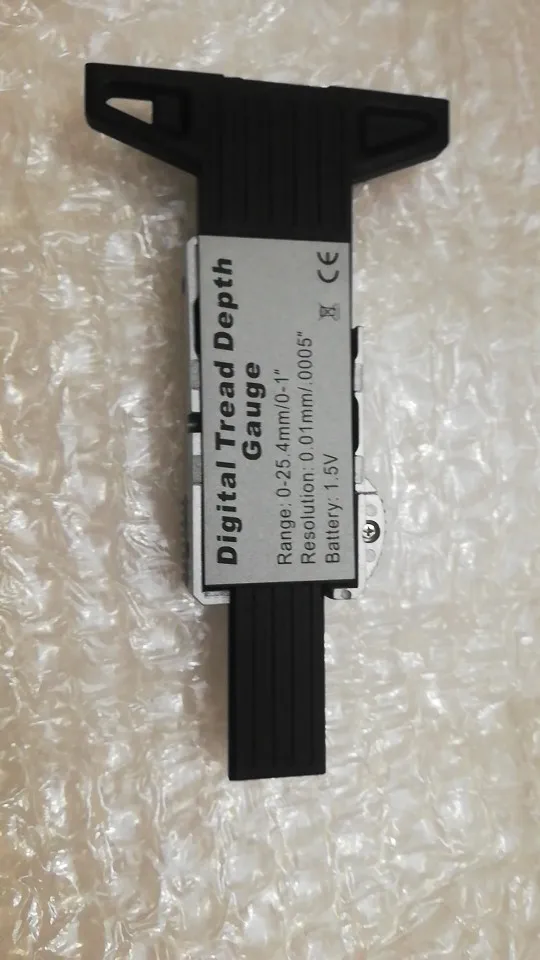 Digital Tread Depth
Gauge
Range: 0-25.4mm/0-1"
Resolution: 0.01mm/.0005"
Battery: 1.5V
CE